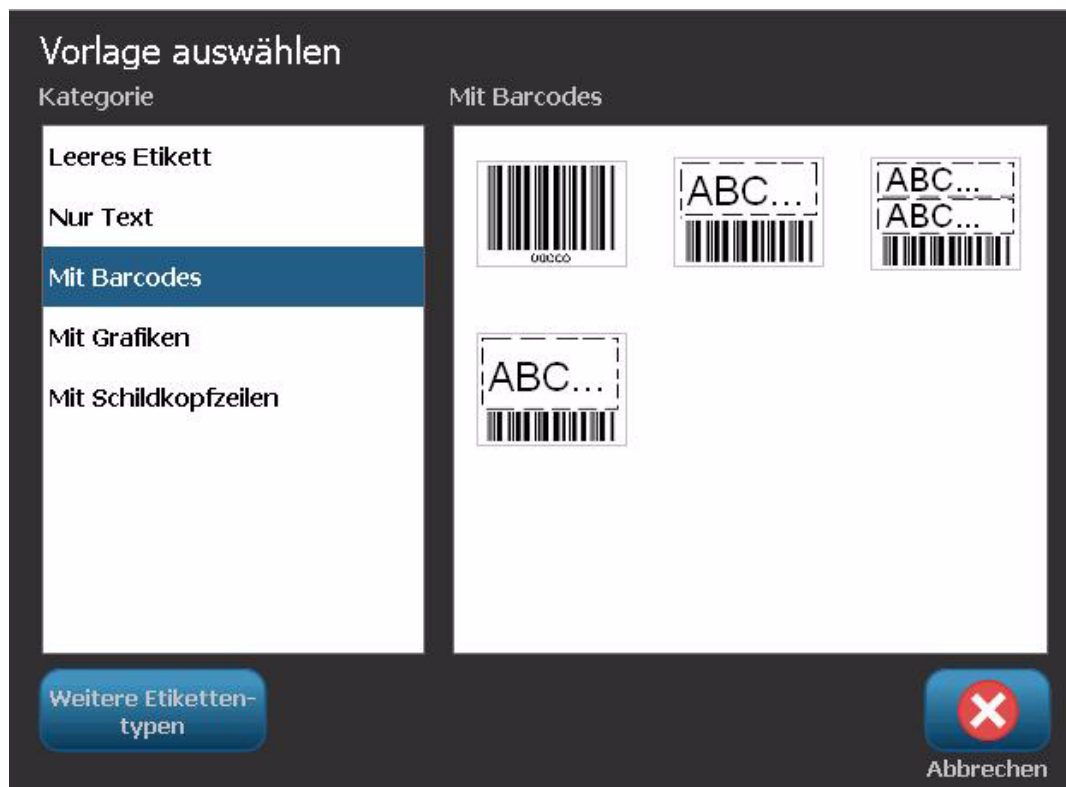 Vorlage auswählen
Kategorie
Mit Barcodes
Leeres Etikett
Nur Text
Mit Barcodes
Mit Grafiken
Mit Schildkopfzeilen
ABC...
ABC...
ABC...
ABC...
Weitere Etiketten-
typen
Abbrechen